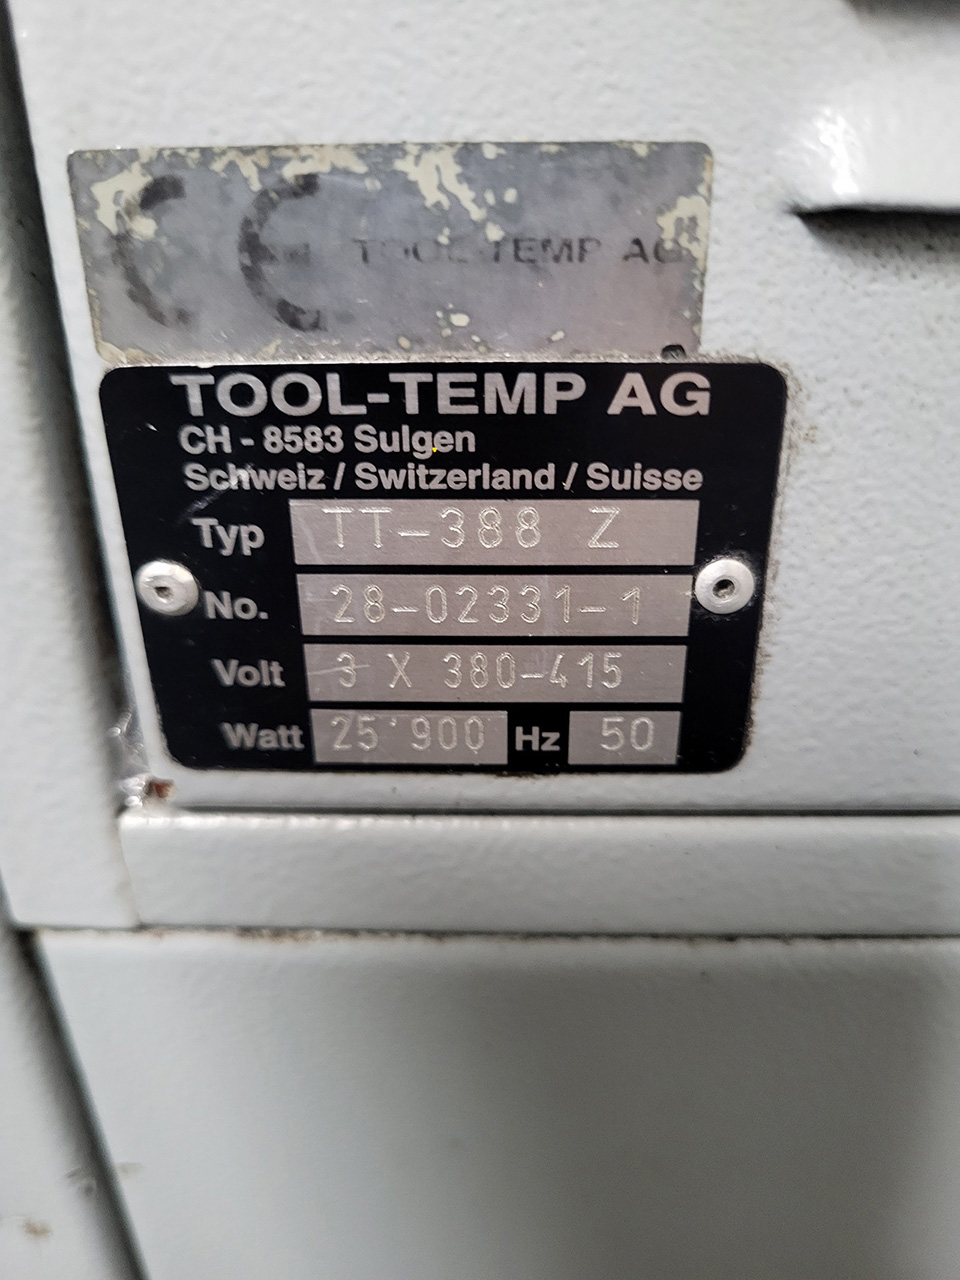 CE TOOL-TEMP AG
TOOL-TEMP AG
CH - 8583 Sulgen
Schweiz / Switzerland / Suisse
Typ TT-388 Z
No. 28-02331-1
Volt 3 X 380-415
Watt 25'900 Hz 50